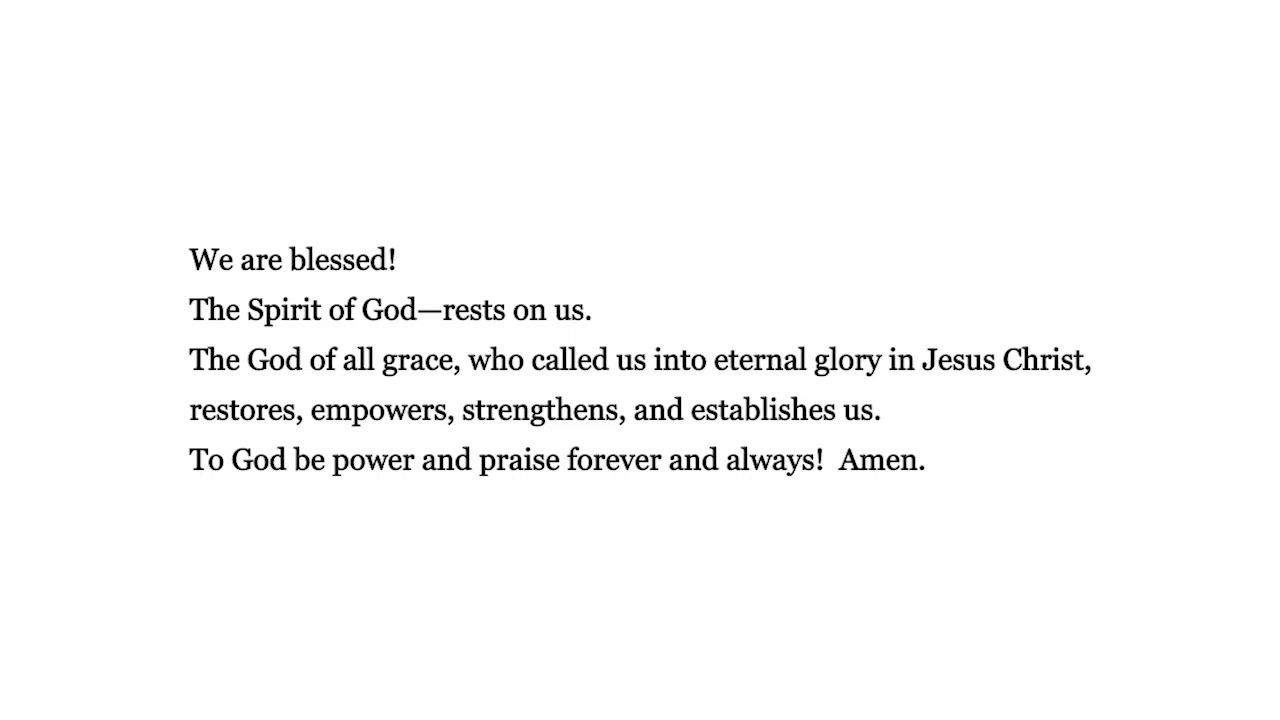 We are blessed!
The Spirit of God—rests on us.
The God of all grace, who called us into eternal glory in Jesus Christ,
restores, empowers, strengthens, and establishes us.
To God be power and praise forever and always!  Amen.